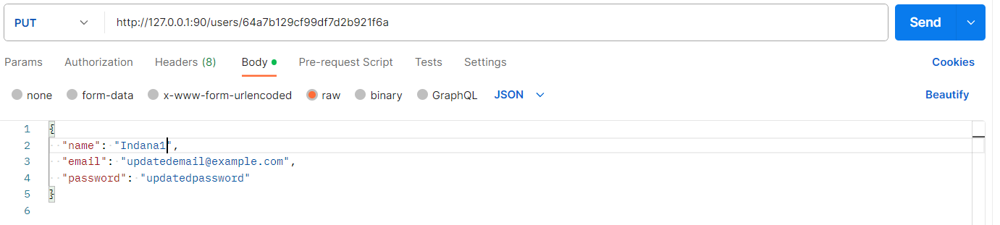 PUT http://127.0.0.1:90/users/64a7b129cf99df7d2b921f6a Send
Params Authorization Headers (8) Body Pre-request Script Tests Settings Cookies
none form-data x-www-form-urlencoded raw binary GraphQL JSON Beautify
1 {
2 "name": "Indana1",
3 "email": "updatedemail@example.com",
4 "password": "updatedpassword"
5 }
6